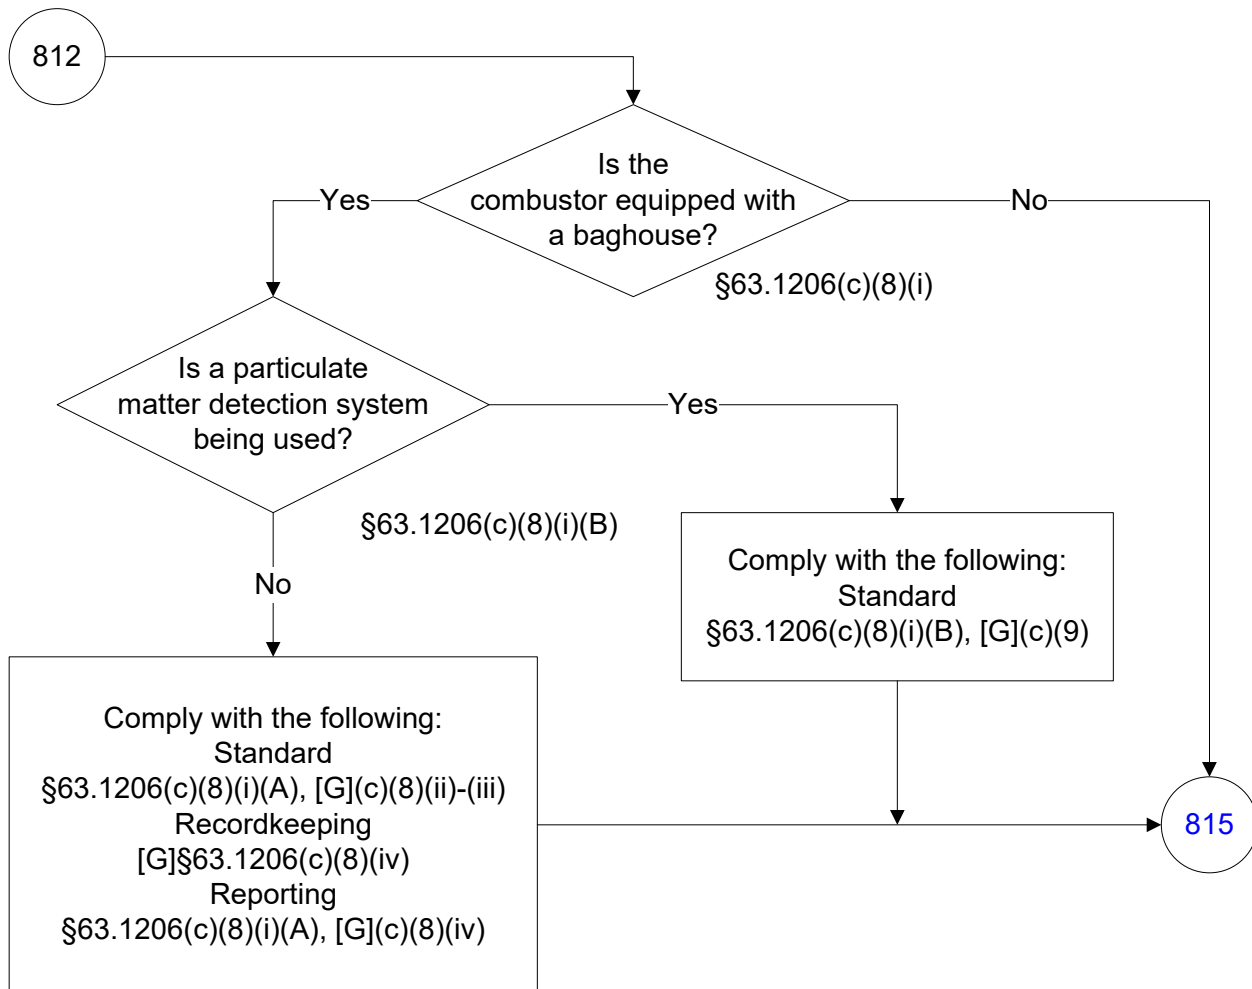 812
Is the
combustor equipped with
a baghouse?
Yes
No
§63.1206(c)(8)(i)
Is a particulate
matter detection system
being used?
Yes
§63.1206(c)(8)(i)(B)
No
Comply with the following:
Standard
§63.1206(c)(8)(i)(B), [G](c)(9)
Comply with the following:
Standard
§63.1206(c)(8)(i)(A), [G](c)(8)(ii)-(iii)
Recordkeeping
[G]§63.1206(c)(8)(iv)
Reporting
§63.1206(c)(8)(i)(A), [G](c)(8)(iv)
815